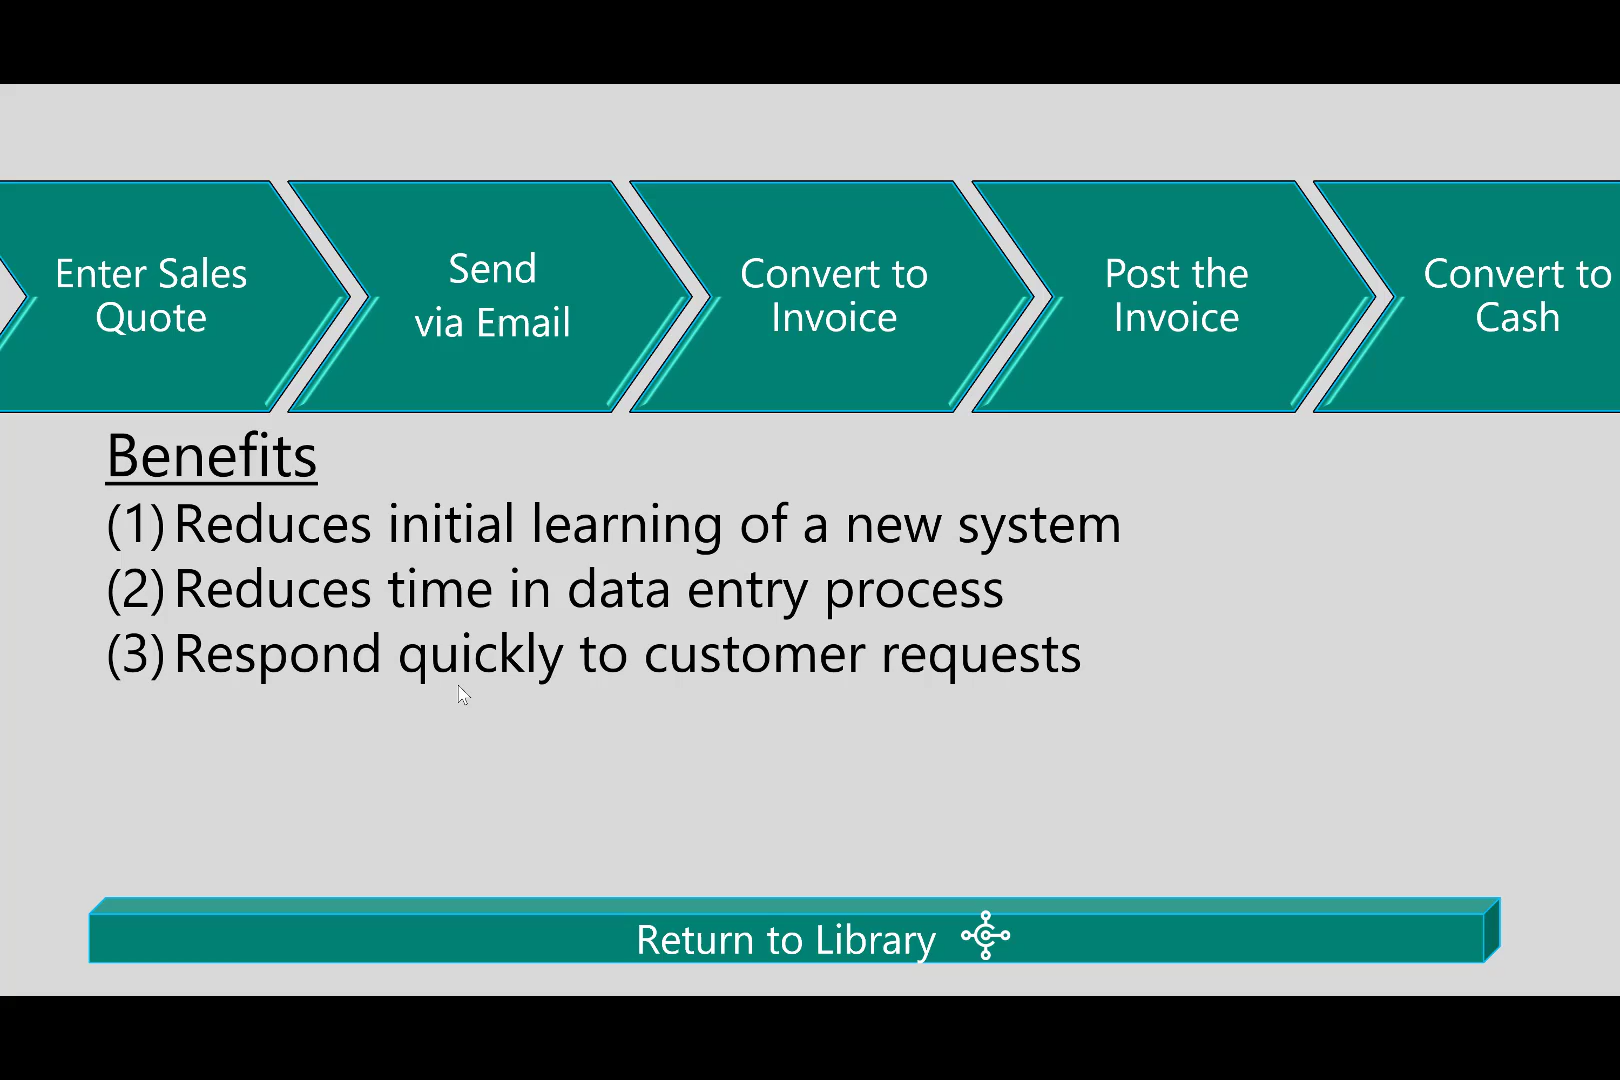 Enter Sales
Quote
Send
via Email
Convert to
Invoice
Post the
Invoice
Convert to
Cash
Benefits
(1) Reduces initial learning of a new system
(2) Reduces time in data entry process
(3) Respond quickly to customer requests
Return to Library